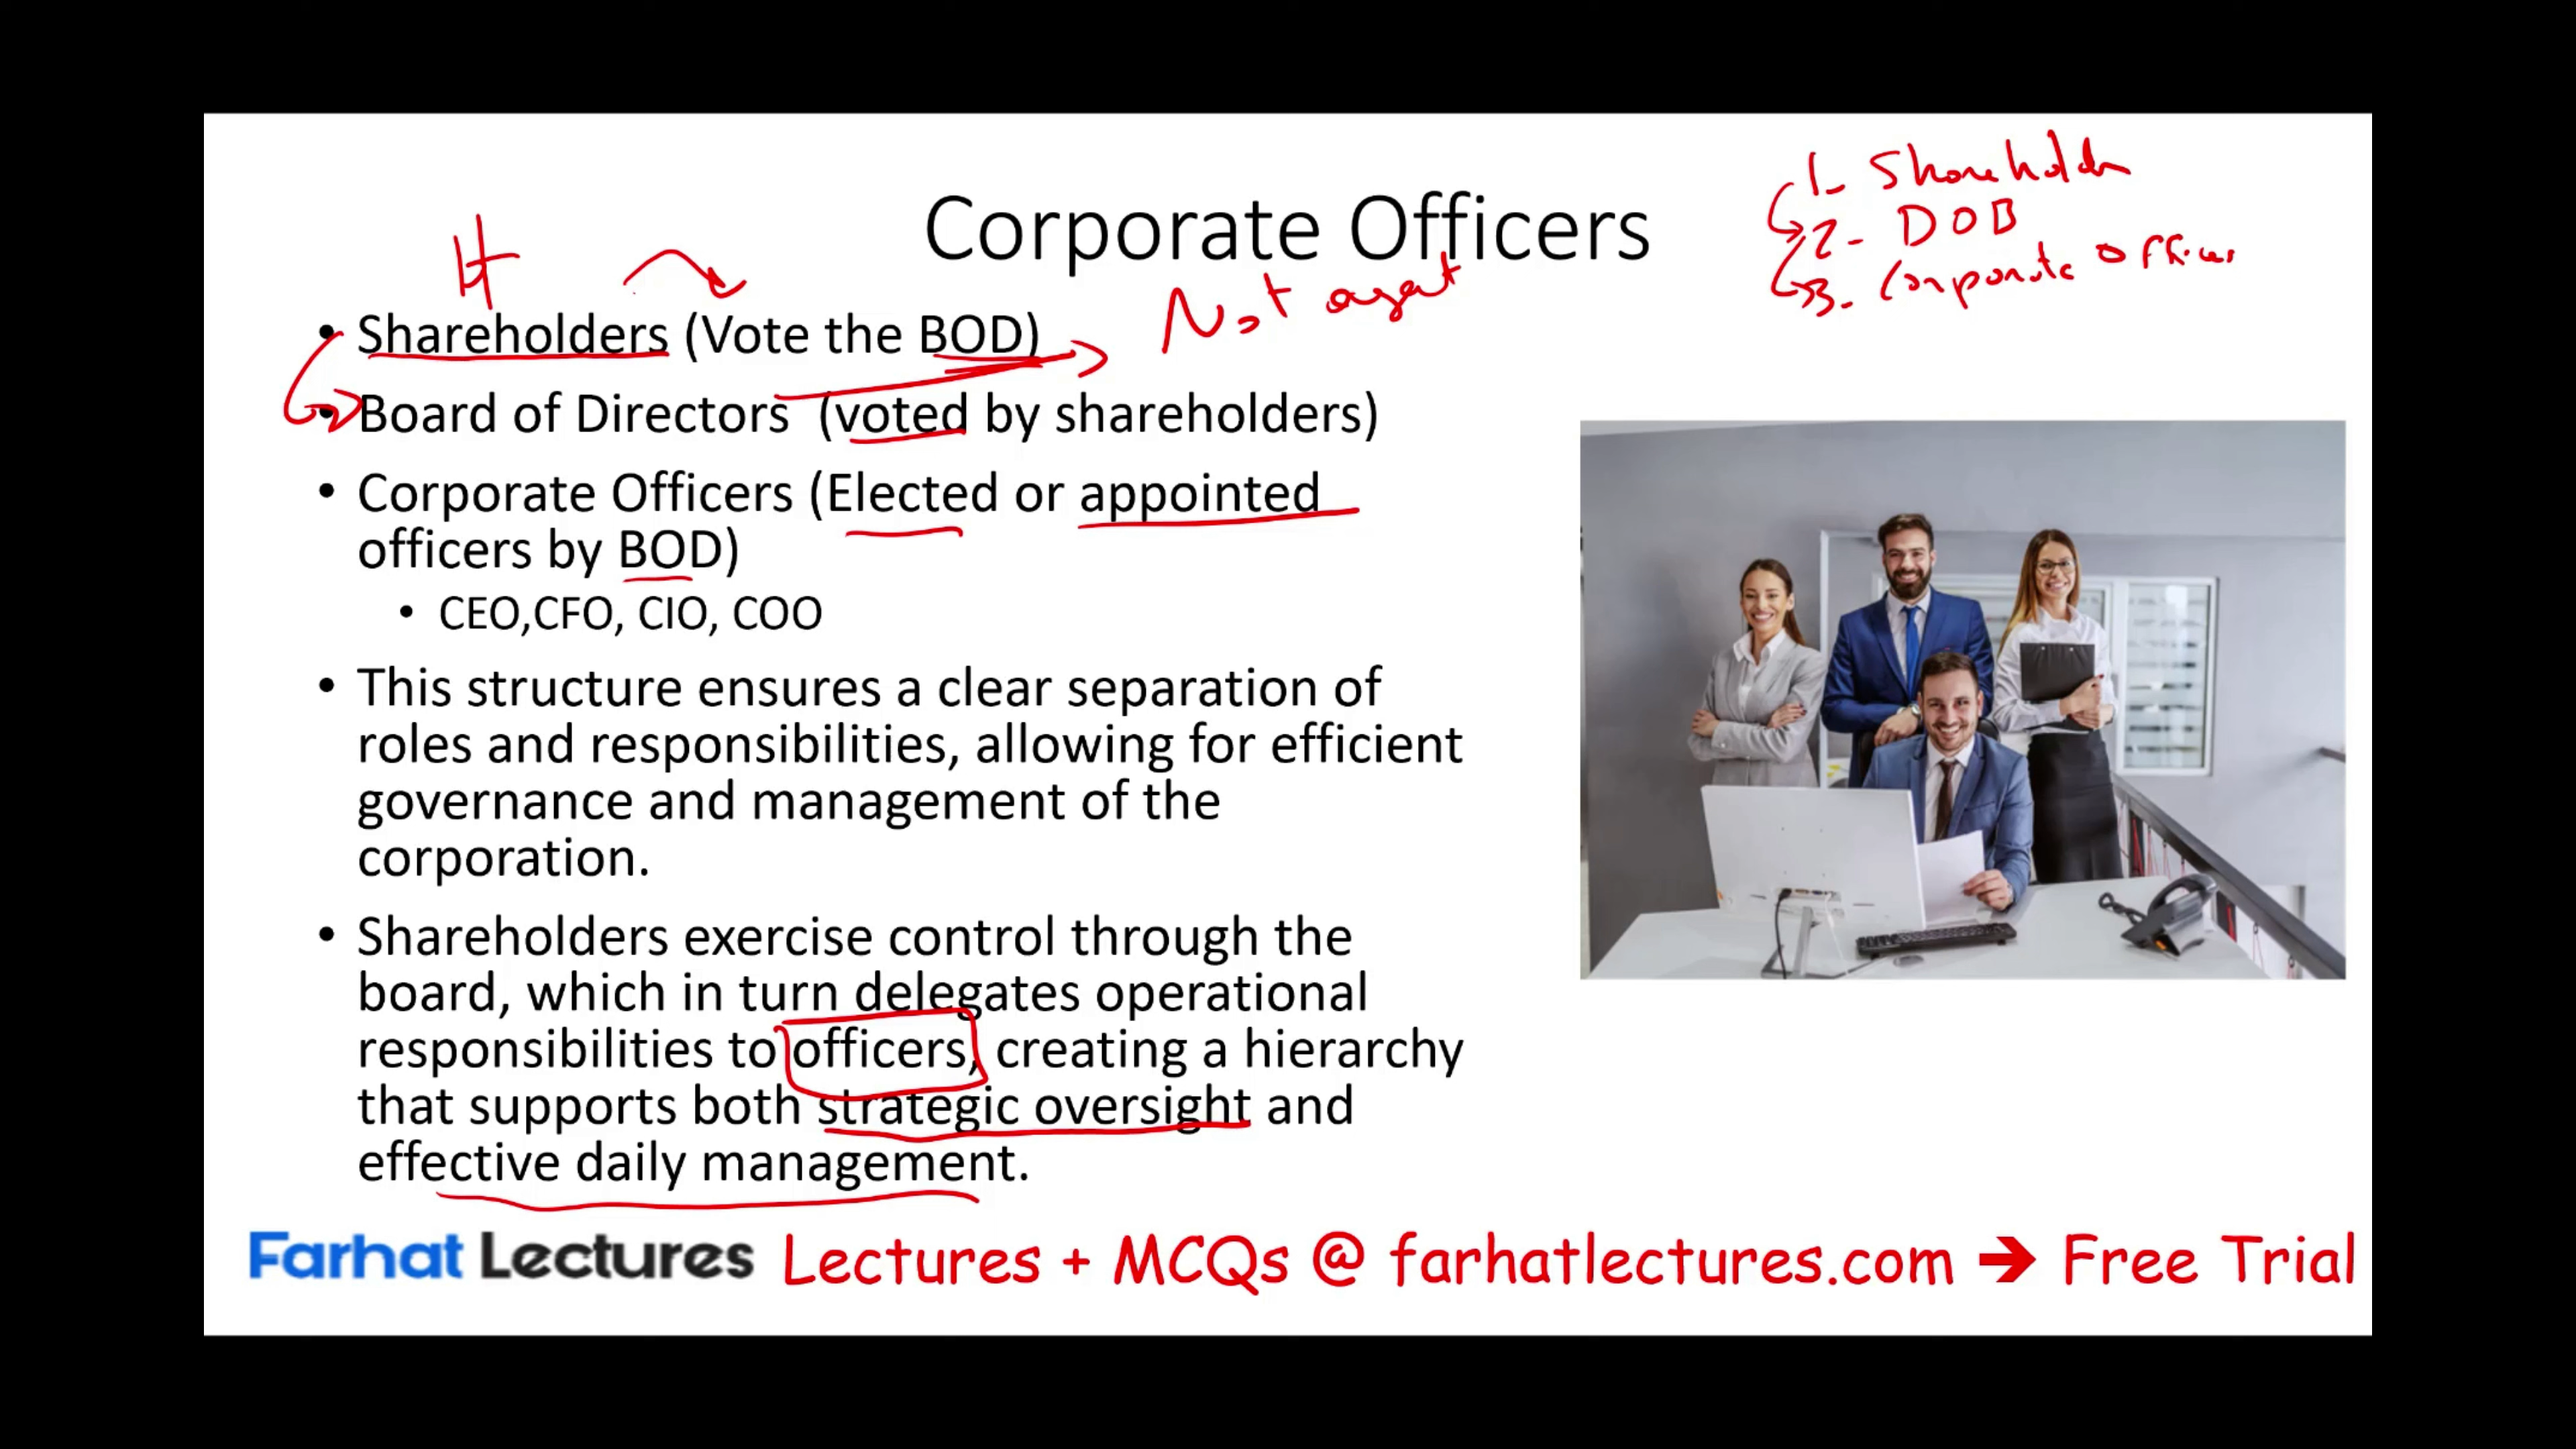 Corporate Officers
1- Shareholder
2- DOB
3- Corporate Officer
Not agent
• Shareholders (Vote the BOD)
• Board of Directors (voted by shareholders)
• Corporate Officers (Elected or appointed
officers by BOD)
• CEO,CFO, CIO, COO
• This structure ensures a clear separation of
roles and responsibilities, allowing for efficient
governance and management of the
corporation.
• Shareholders exercise control through the
board, which in turn delegates operational
responsibilities to officers, creating a hierarchy
that supports both strategic oversight and
effective daily management.
Farhat Lectures Lectures + MCQs @ farhatlectures.com → Free Trial